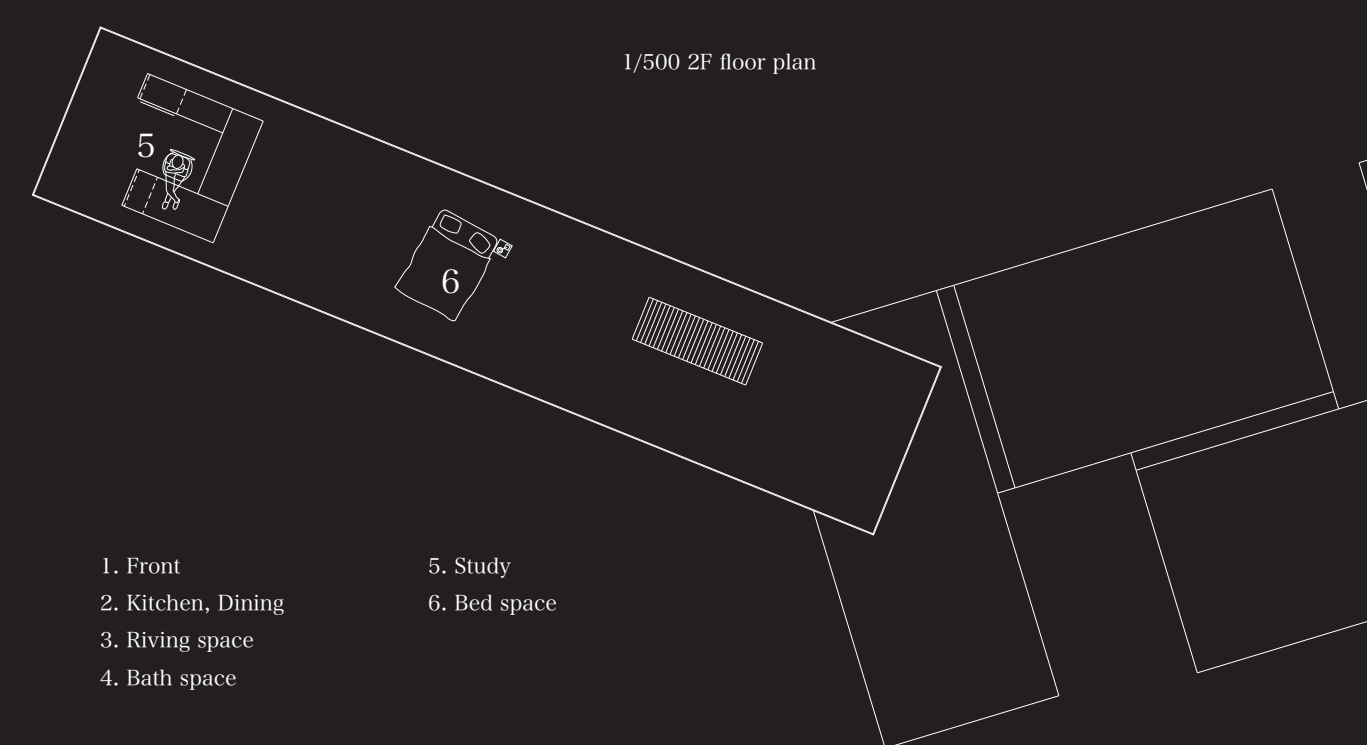 1/500 2F floor plan
5
6
1. Front
2. Kitchen, Dining
3. Riving space
4. Bath space
5. Study
6. Bed space